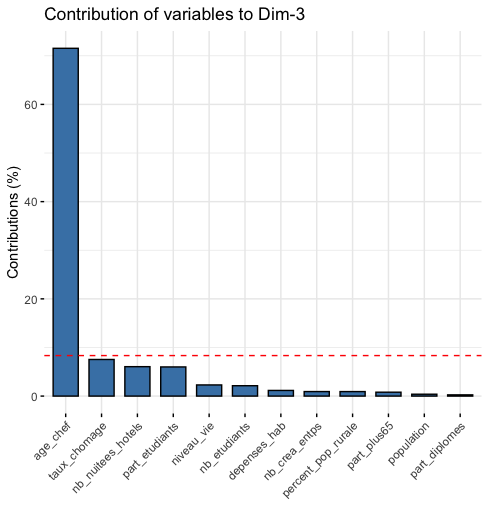 Contribution of variables to Dim-3
Contributions (%)
60
40
20
0
age_chef
taux_chomage
nb_nuitees_hotels
part_etudiants
niveau_vie
nb_etudiants
depenses_hab
nb_crea_entps
percent_pop_rurale
part_plus65
population
part_diplomes